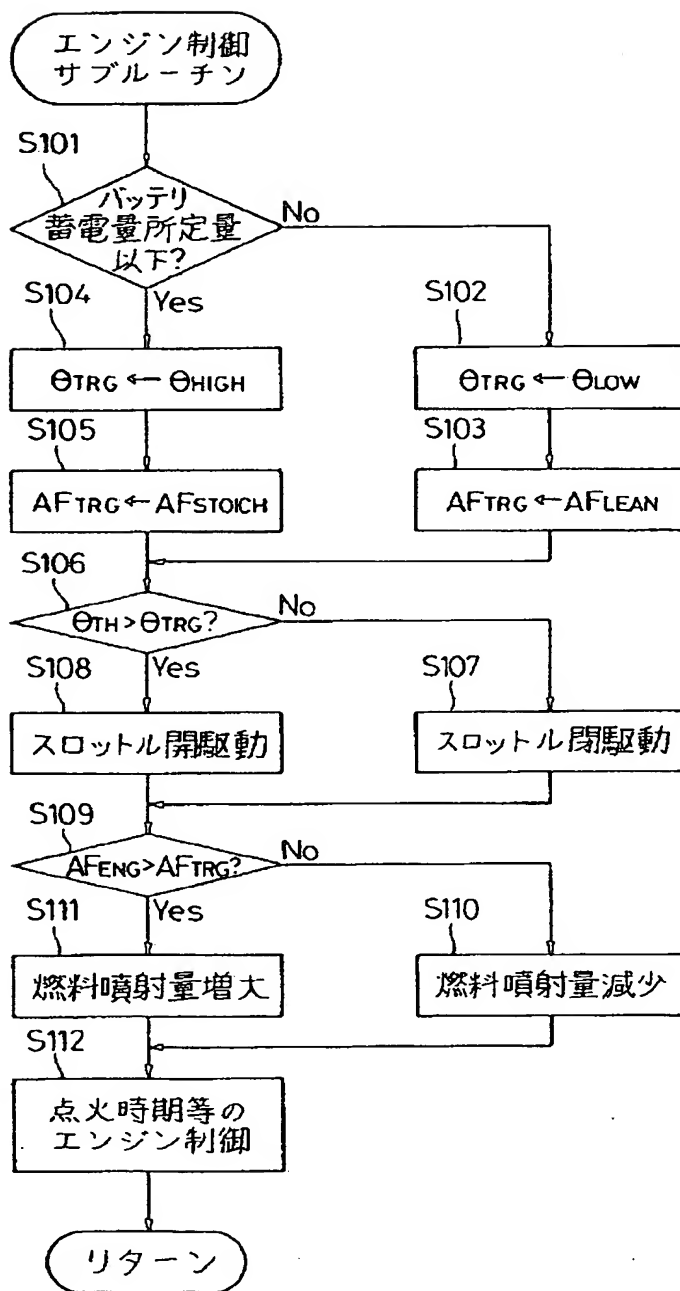 エンジン制御
サブルーチン
S101
バッテリ
蓄電量所定量
以下?
No
Yes
S104
S102
ΘTRG ← ΘHIGH
ΘTRG ← ΘLOW
S105
S103
AFTRG ← AFSTOICH
AFTRG ← AFLEAN
S106
ΘTH > ΘTRG?
No
Yes
S108
S107
スロットル開駆動
スロットル閉駆動
S109
AFENG > AFTRG?
No
Yes
S111
S110
燃料噴射量増大
燃料噴射量減少
S112
点火時期等の
エンジン制御
リターン